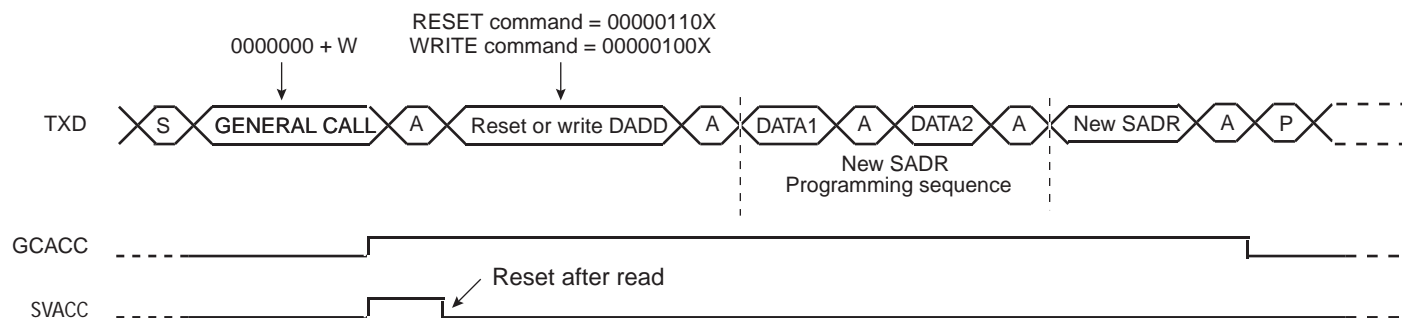 RESET command = 00000110X
0000000 + W
WRITE command = 00000100X
TXD
S
GENERAL CALL
A
Reset or write DADD
A
DATA1
A
DATA2
A
New SADR
A
P
New SADR
Programming sequence
GCACC
Reset after read
SVACC